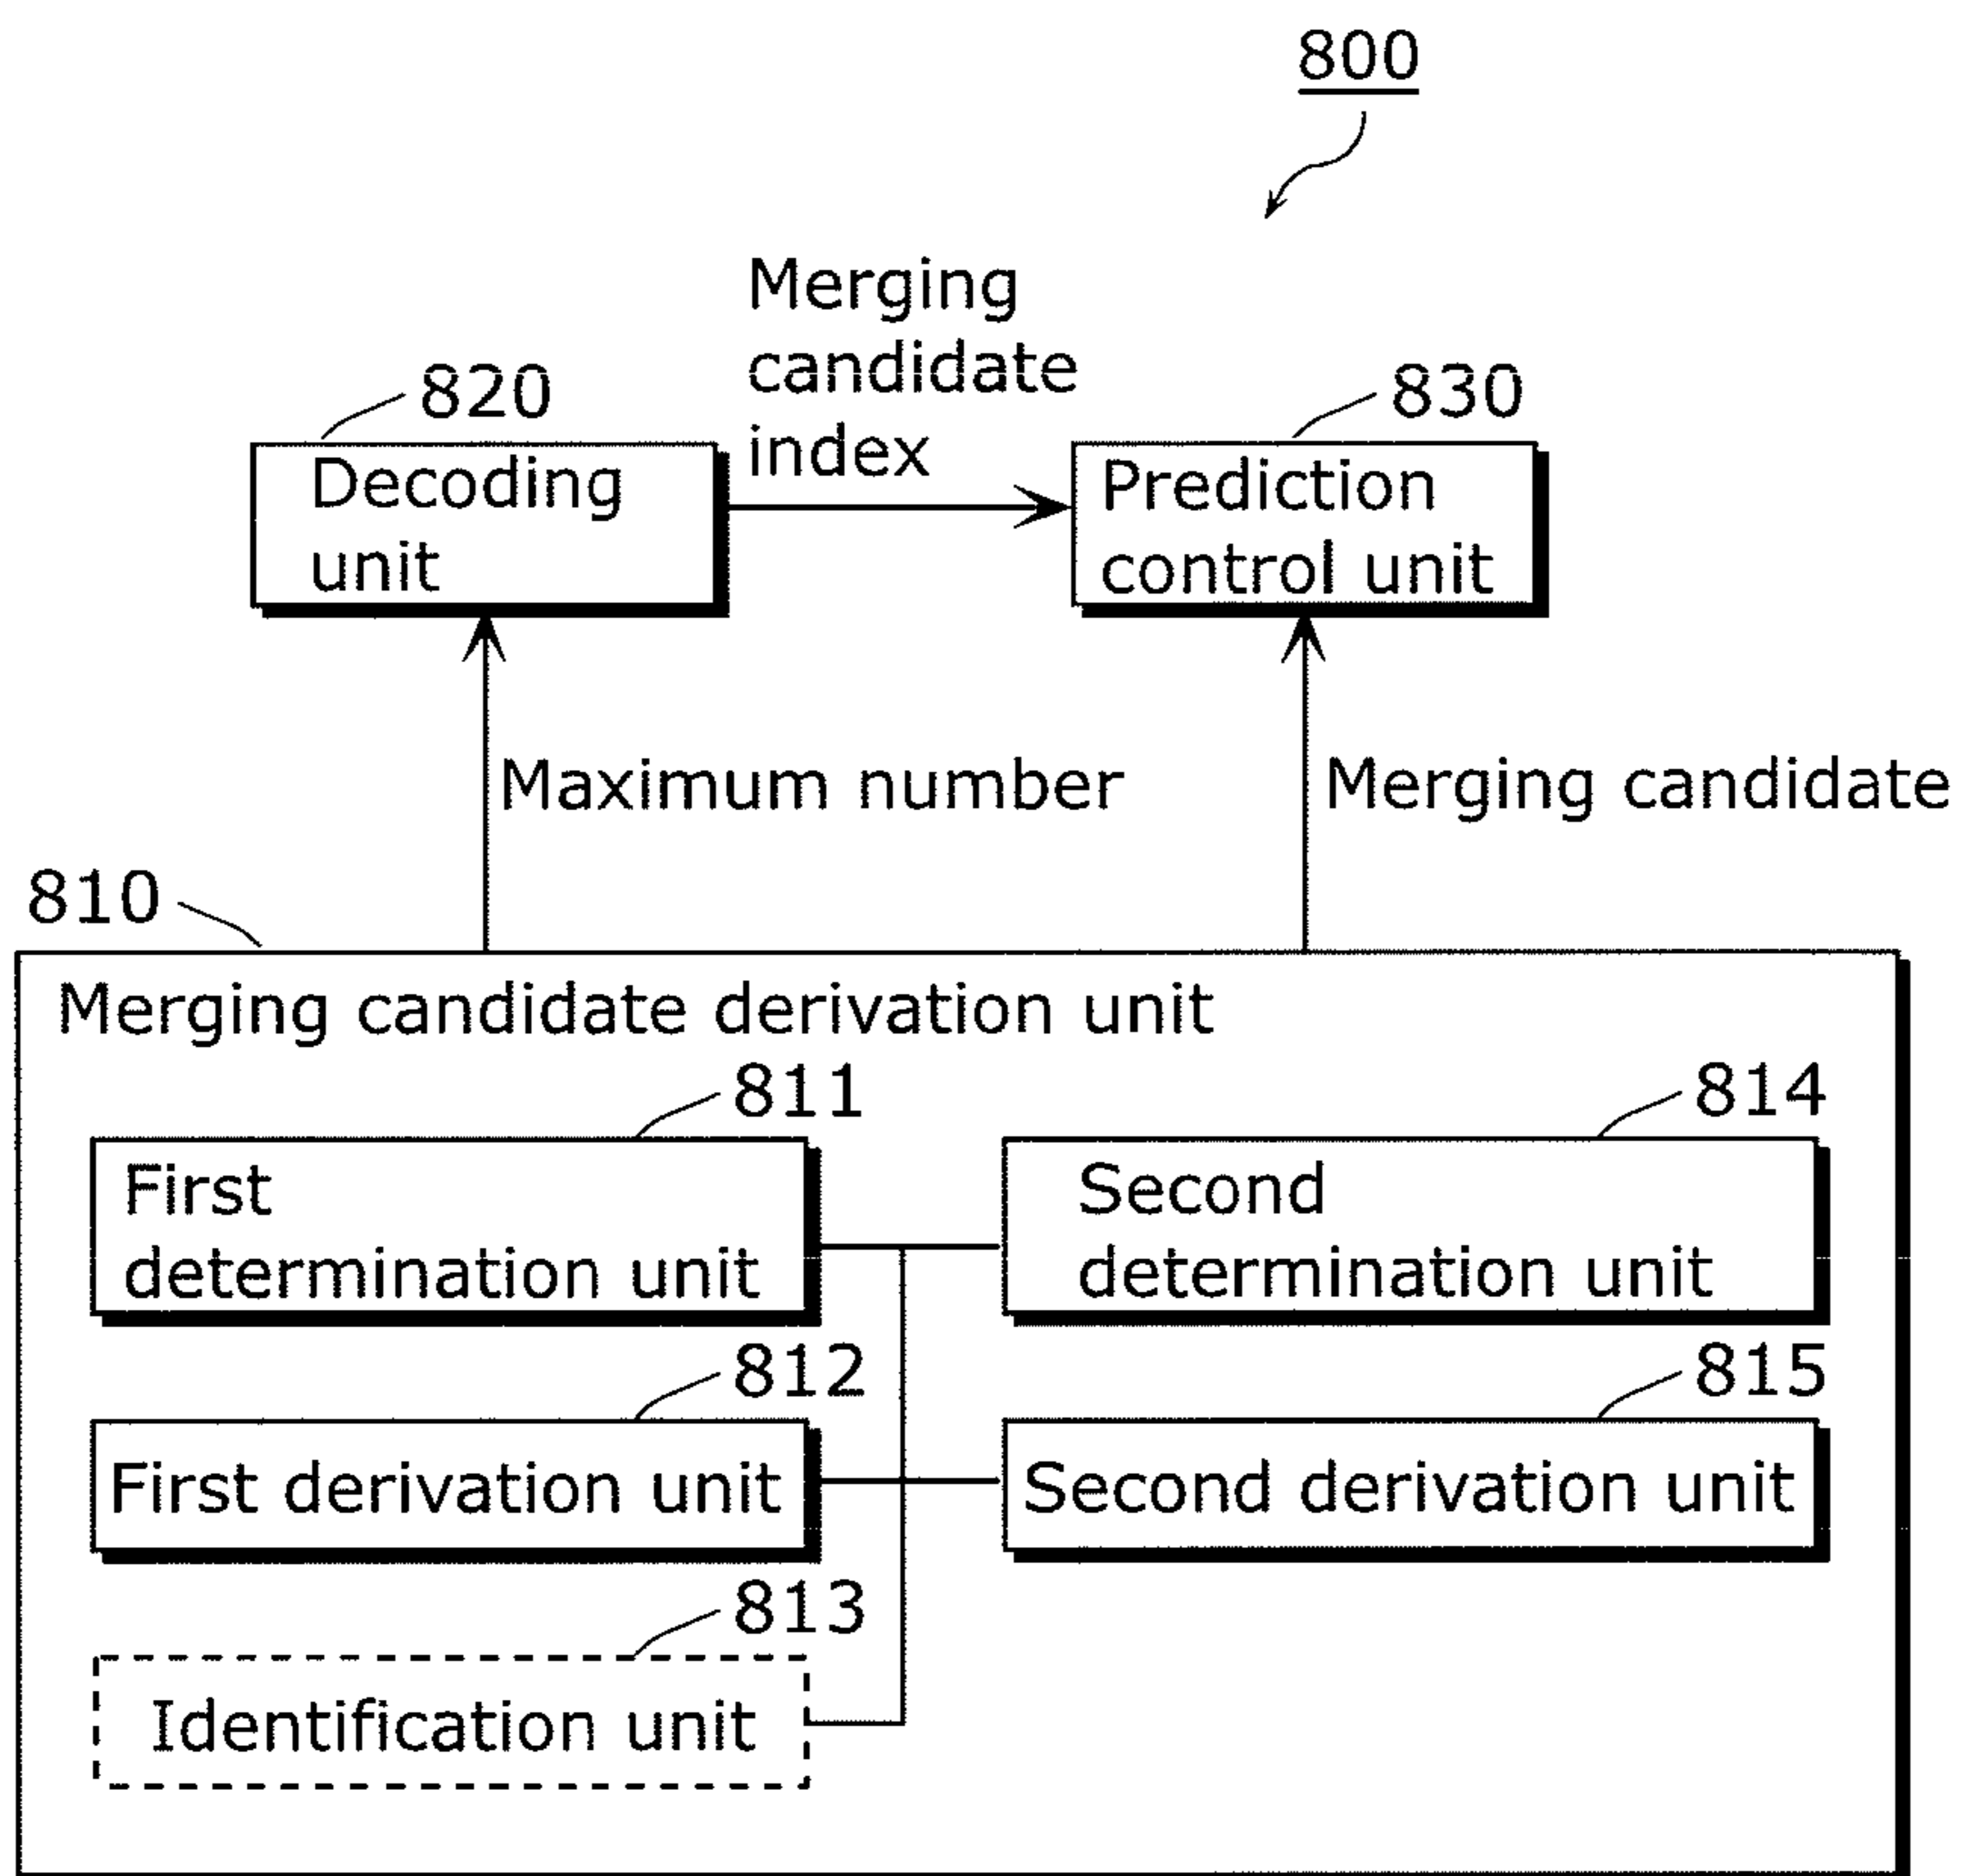 800
Merging
candidate
index
820
830
Decoding
unit
Prediction
control unit
Maximum number
Merging candidate
810
Merging candidate derivation unit
811
814
First
determination unit
Second
determination unit
812
815
First derivation unit
Second derivation unit
813
Identification unit